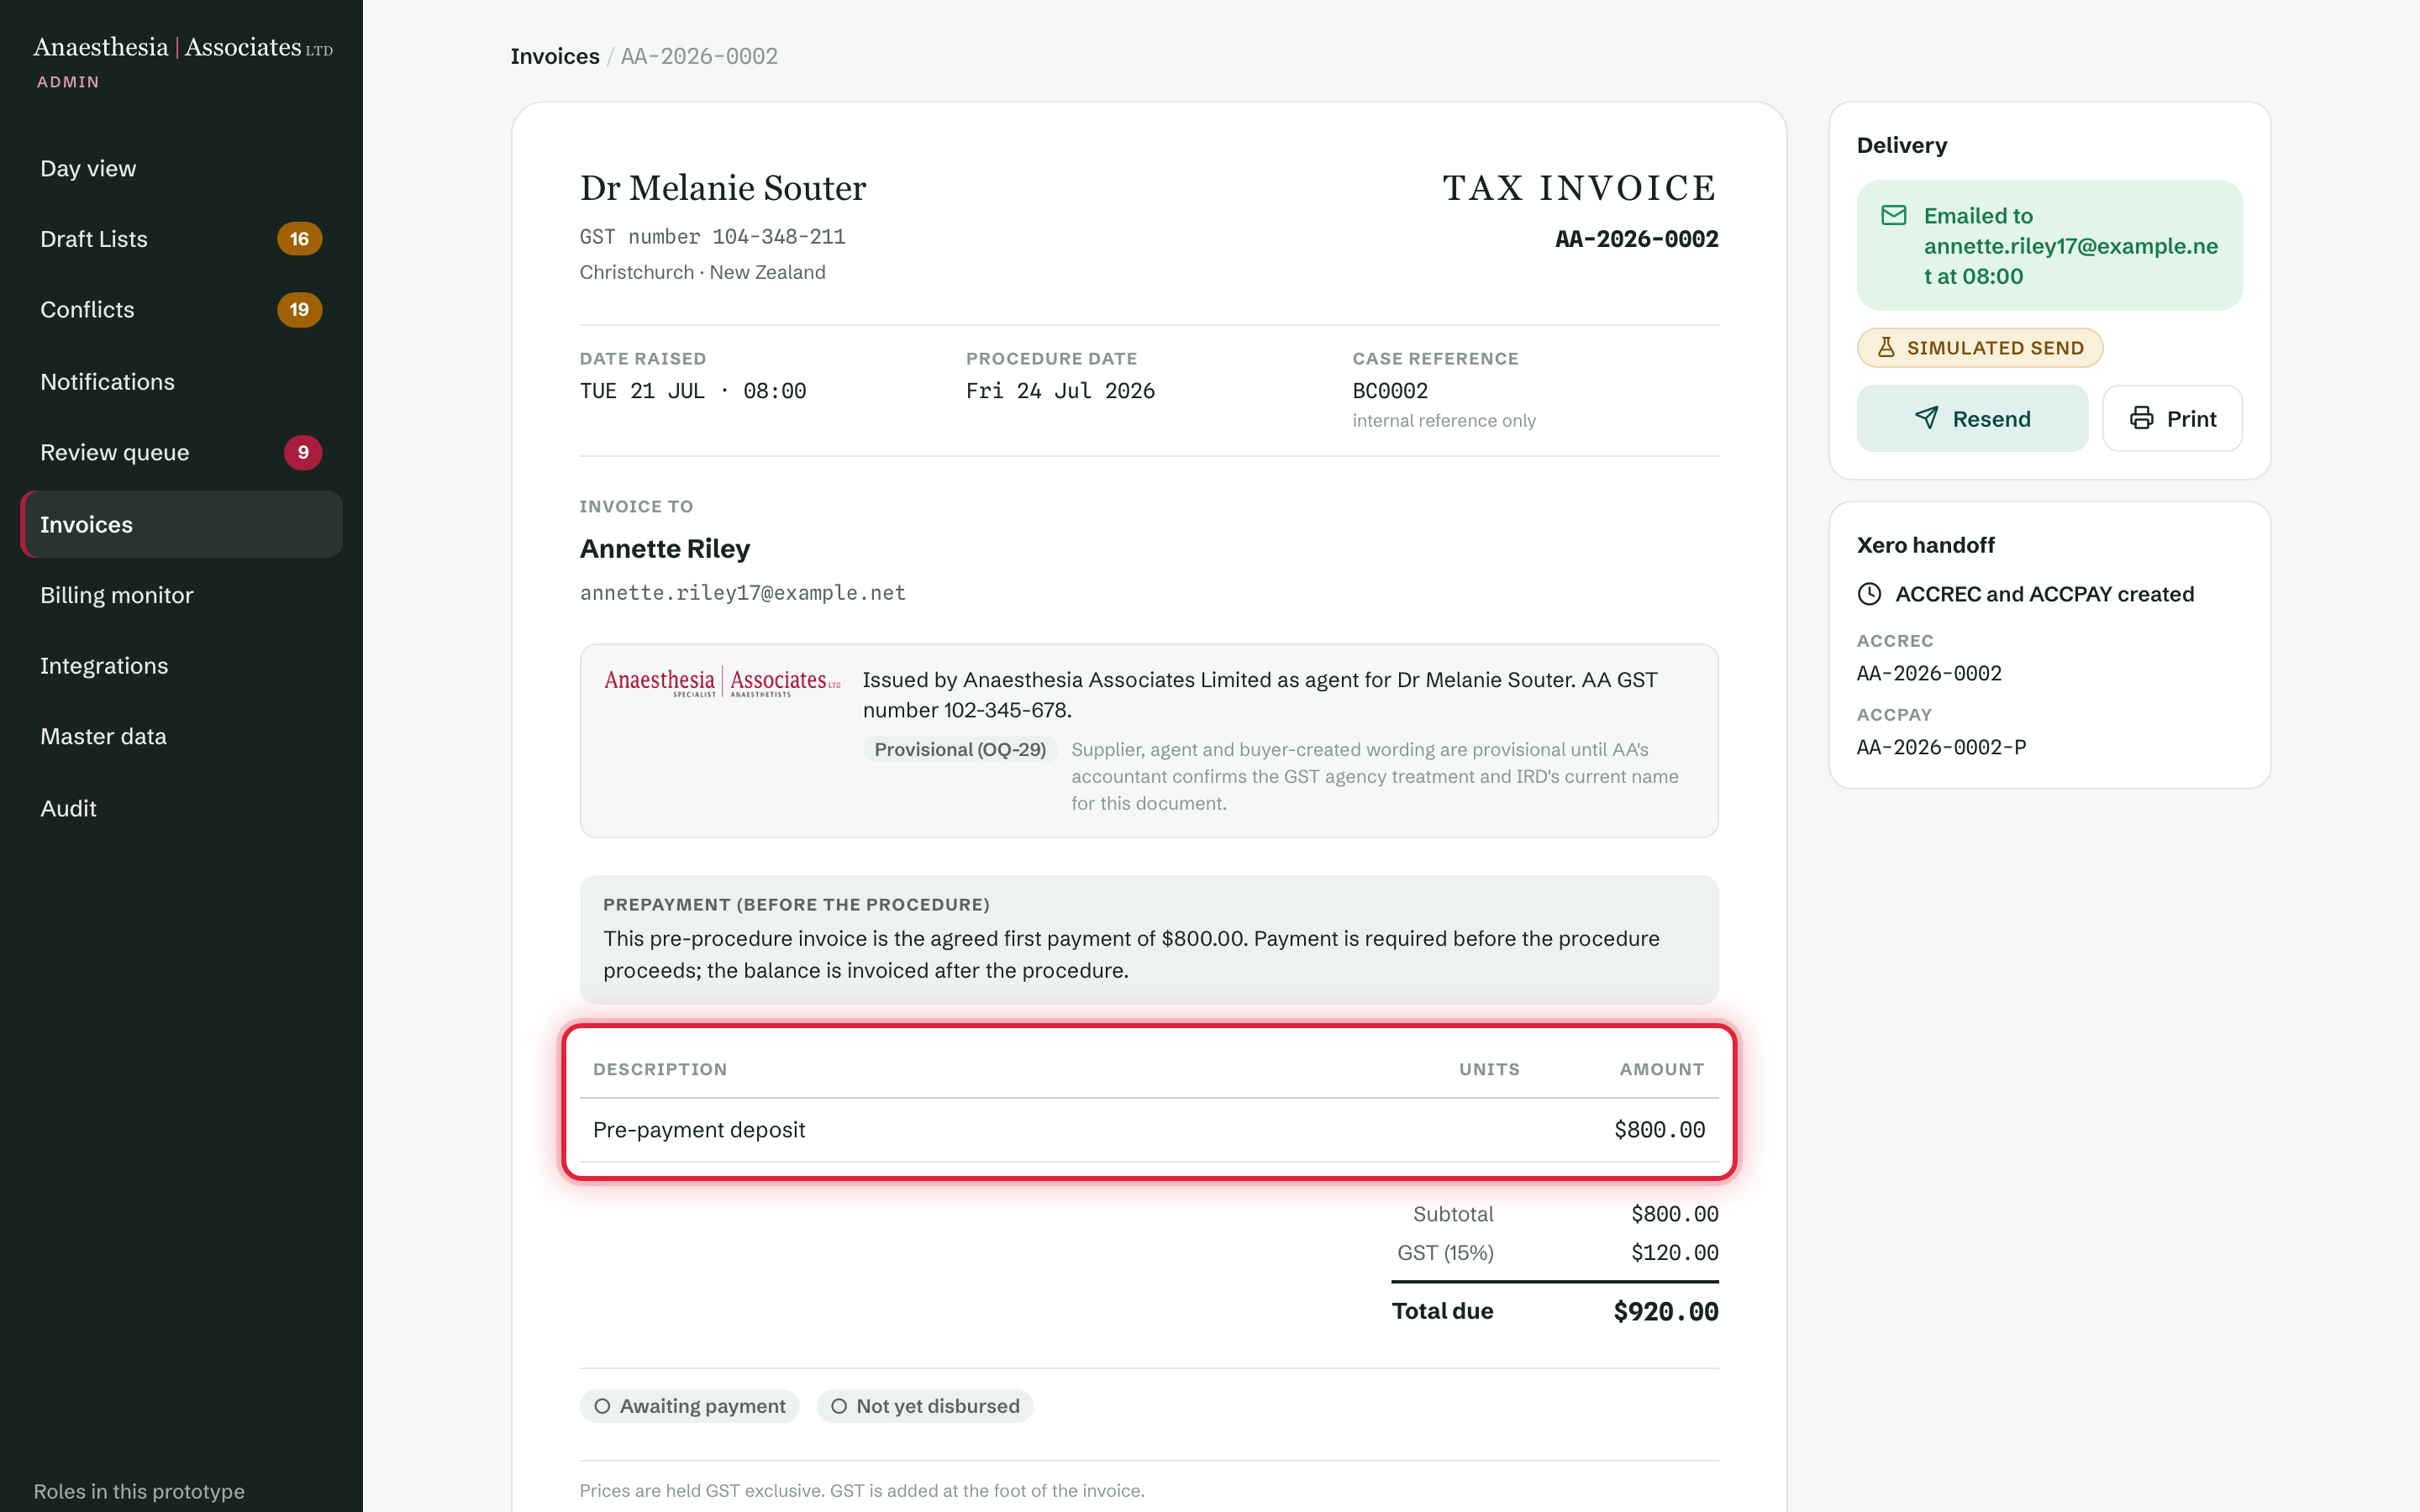 Anaesthesia | Associates LTD
ADMIN
Day view
Draft Lists 16
Conflicts 19
Notifications
Review queue 9
Invoices
Billing monitor
Integrations
Master data
Audit
Roles in this prototype
Invoices / AA-2026-0002
Dr Melanie Souter
GST number 104-348-211
Christchurch · New Zealand
TAX INVOICE
AA-2026-0002
DATE RAISED
TUE 21 JUL · 08:00
PROCEDURE DATE
Fri 24 Jul 2026
CASE REFERENCE
BC0002
internal reference only
INVOICE TO
Annette Riley
annette.riley17@example.net
Anaesthesia | Associates LTD
SPECIALIST ANAESTHETISTS
Issued by Anaesthesia Associates Limited as agent for Dr Melanie Souter. AA GST
number 102-345-678.
Provisional (OQ-29)
Supplier, agent and buyer-created wording are provisional until AA's
accountant confirms the GST agency treatment and IRD's current name
for this document.
PREPAYMENT (BEFORE THE PROCEDURE)
This pre-procedure invoice is the agreed first payment of $800.00. Payment is required before the procedure
proceeds; the balance is invoiced after the procedure.
DESCRIPTION UNITS AMOUNT
Pre-payment deposit $800.00
Subtotal $800.00
GST (15%) $120.00
Total due $920.00
Awaiting payment
Not yet disbursed
Prices are held GST exclusive. GST is added at the foot of the invoice.
Delivery
Emailed to
annette.riley17@example.ne
t at 08:00
SIMULATED SEND
Resend
Print
Xero handoff
ACCREC and ACCPAY created
ACCREC
AA-2026-0002
ACCPAY
AA-2026-0002-P